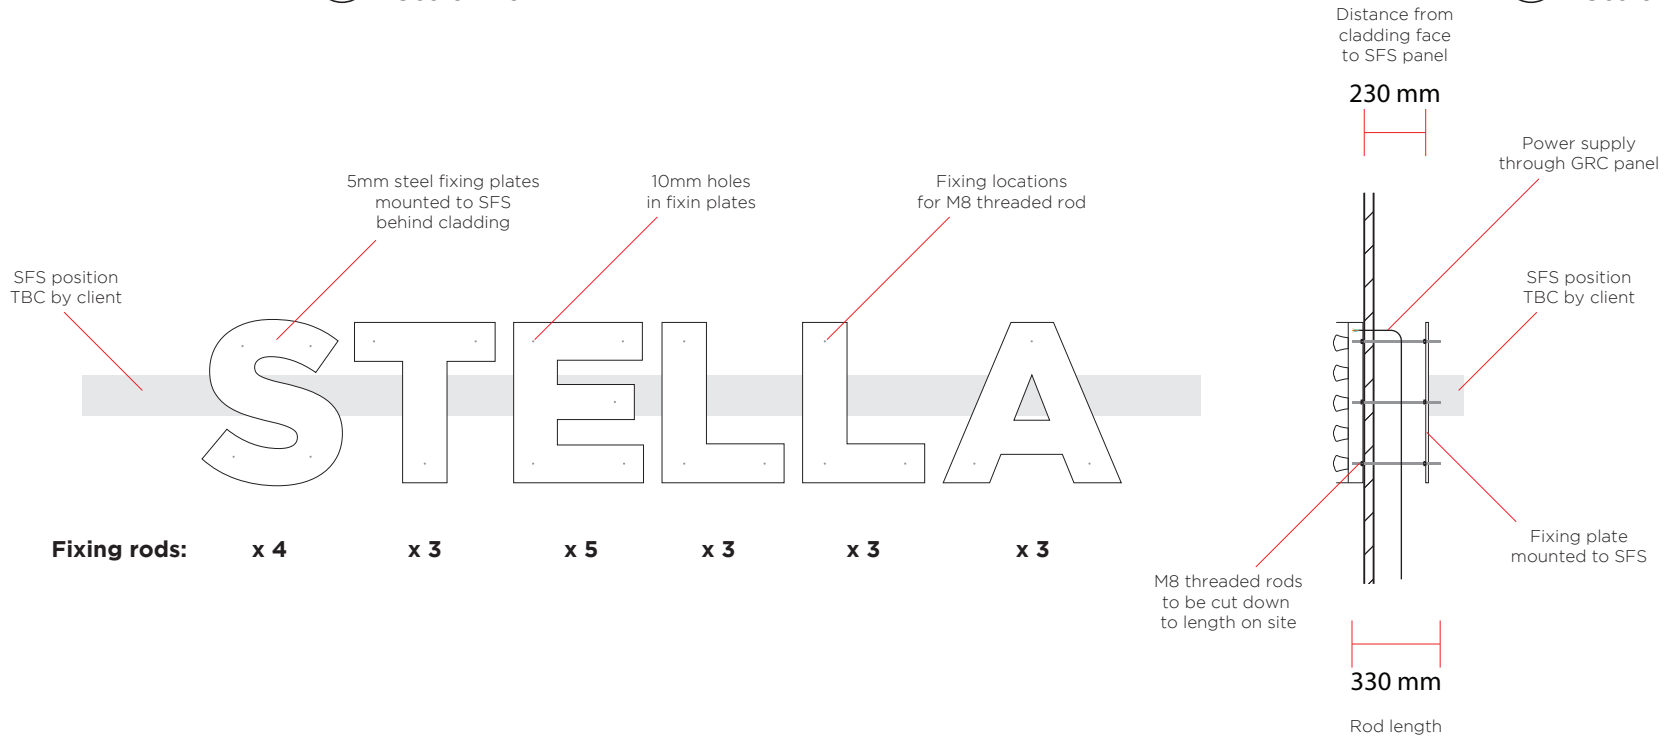 Distance from
cladding face
to SFS panel
230 mm
Power supply
through GRC panel
5mm steel fixing plates
mounted to SFS
behind cladding
10mm holes
in fixin plates
Fixing locations
for M8 threaded rod
SFS position
TBC by client
SFS position
TBC by client
STELLA
Fixing rods: x 4 x 3 x 5 x 3 x 3 x 3
Fixing plate
mounted to SFS
M8 threaded rods
to be cut down
to length on site
330 mm
Rod length